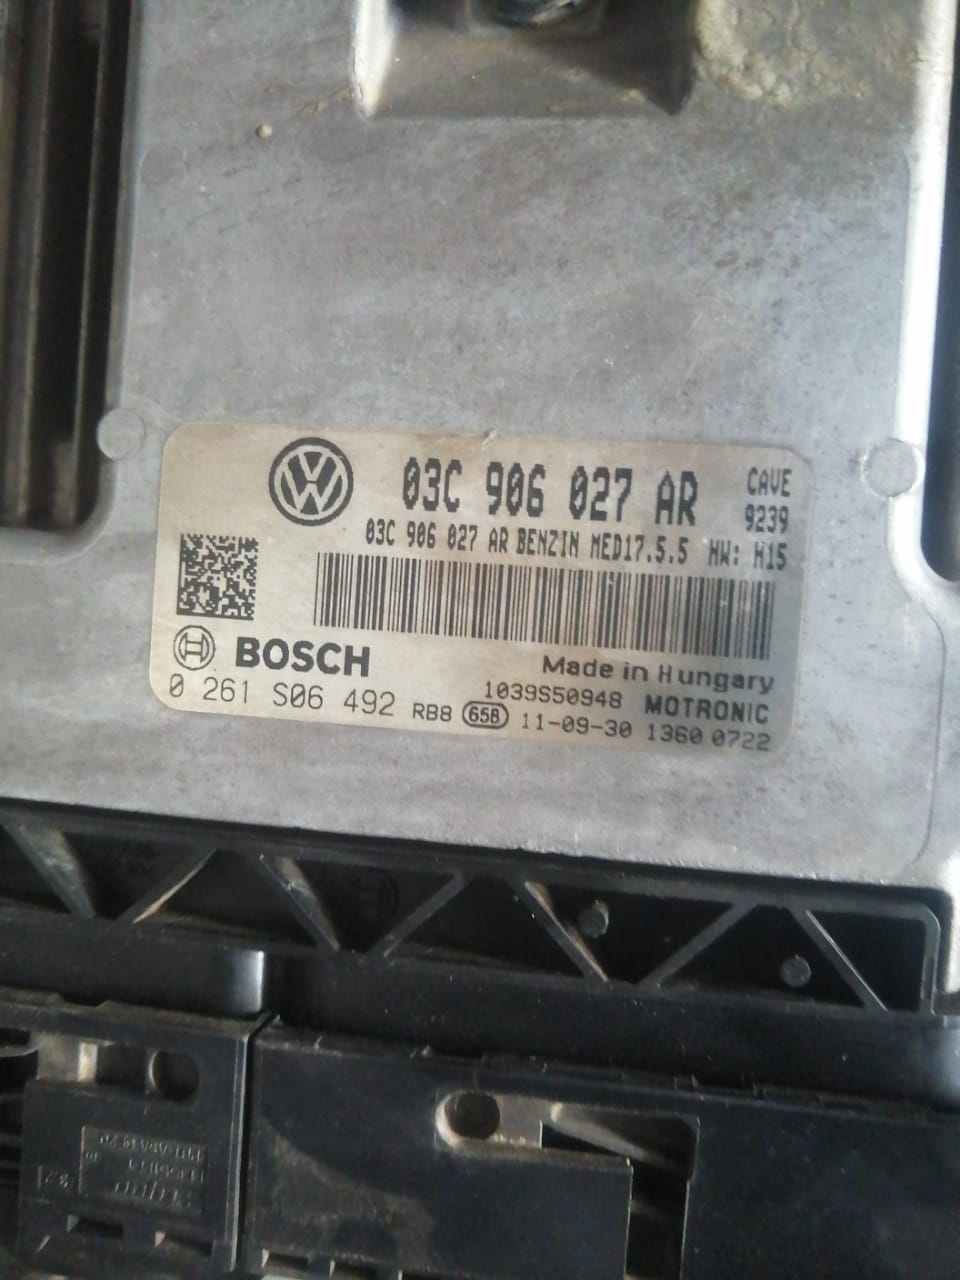 03C 906 027 AR
CAVE
9239
03C 906 027 AR BENZIN MED17.5.5 HW: H15
BOSCH
Made in Hungary
0 261 S06 492
1039S50948 MOTRONIC
RB8 658 11-09-30 1360 0722